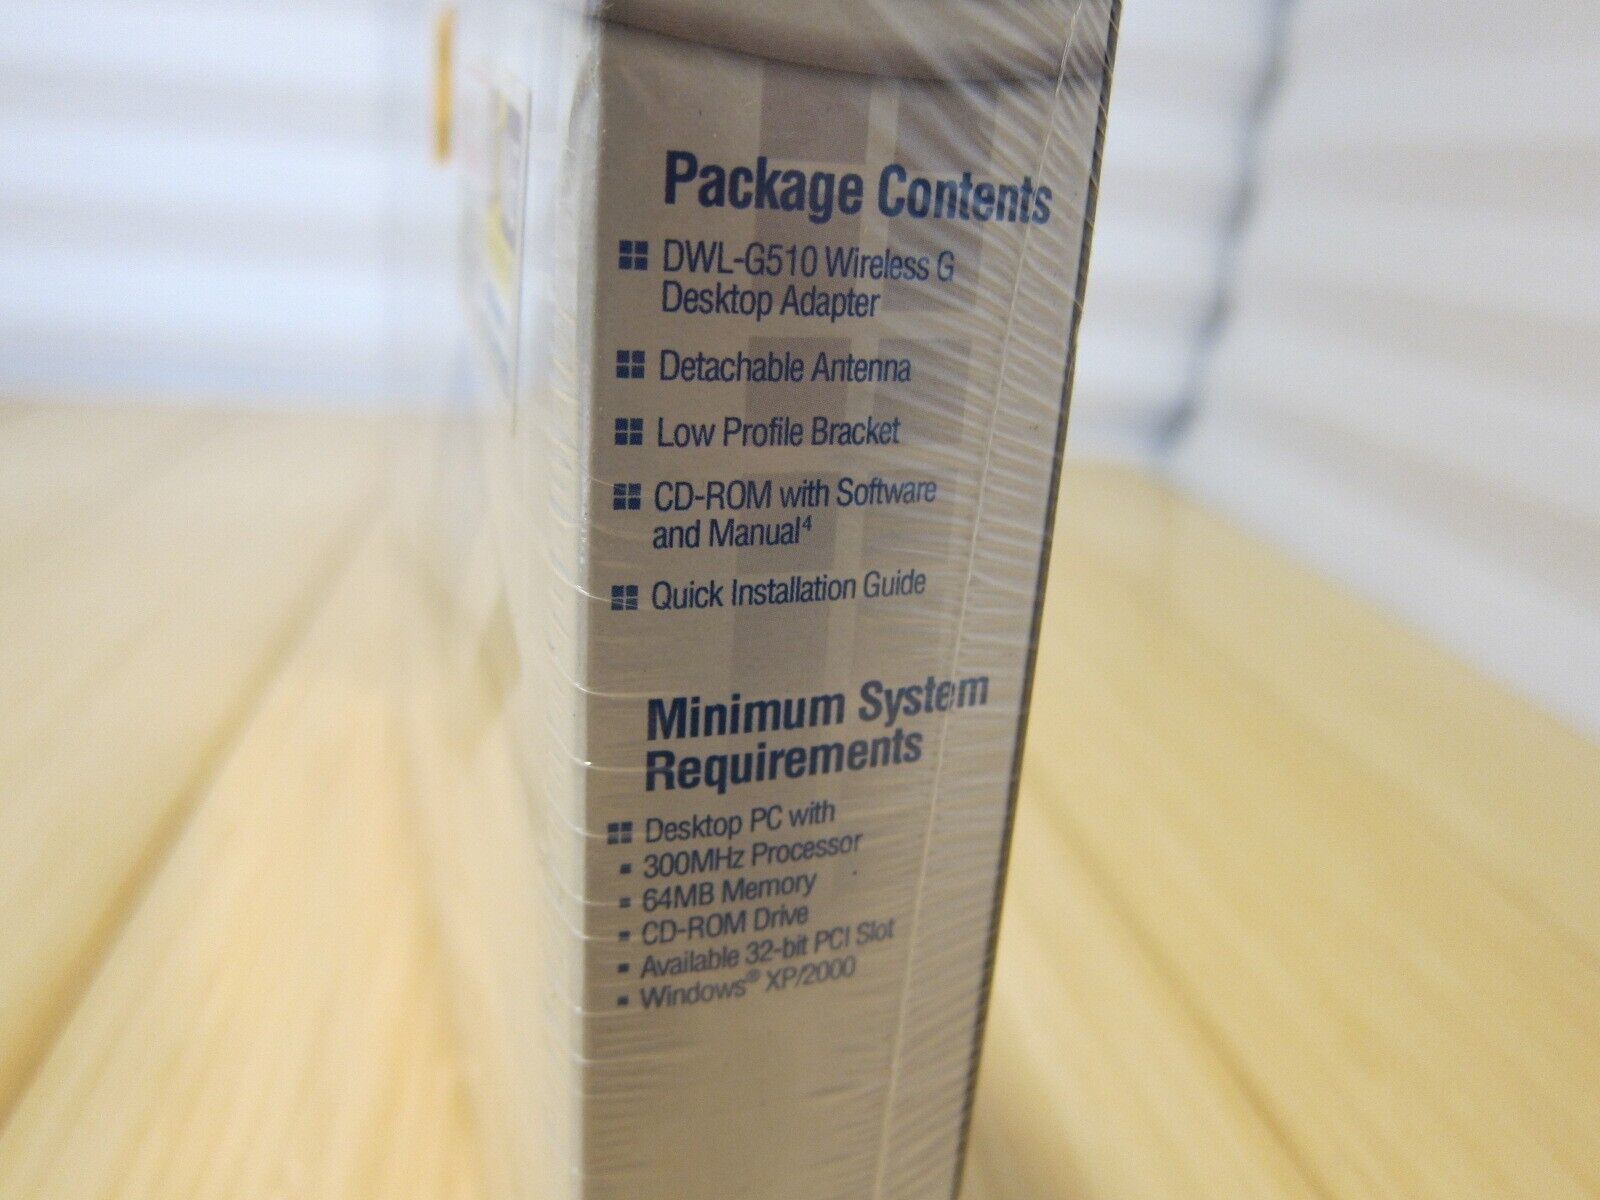 Package Contents
DWL-G510 Wireless G
Desktop Adapter
Detachable Antenna
Low Profile Bracket
CD-ROM with Software
and Manual⁴
Quick Installation Guide
Minimum System
Requirements
Desktop PC with
▪ 300MHz Processor
▪ 64MB Memory
▪ CD-ROM Drive
▪ Available 32-bit PCI Slot
▪ Windows® XP/2000